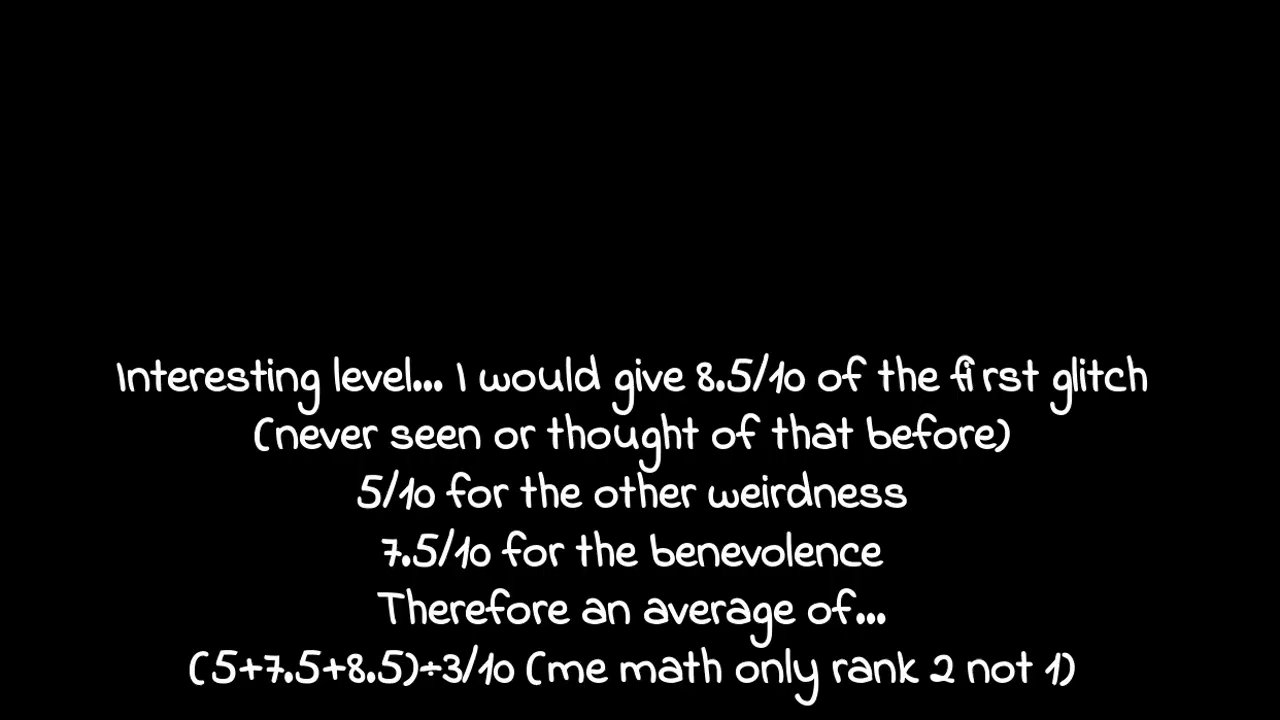 Interesting level... I would give 8.5/10 of the first glitch
(never seen or thought of that before)
5/10 for the other weirdness
7.5/10 for the benevolence
Therefore an average of...
(5+7.5+8.5)÷3/10 (me math only rank 2 not 1)